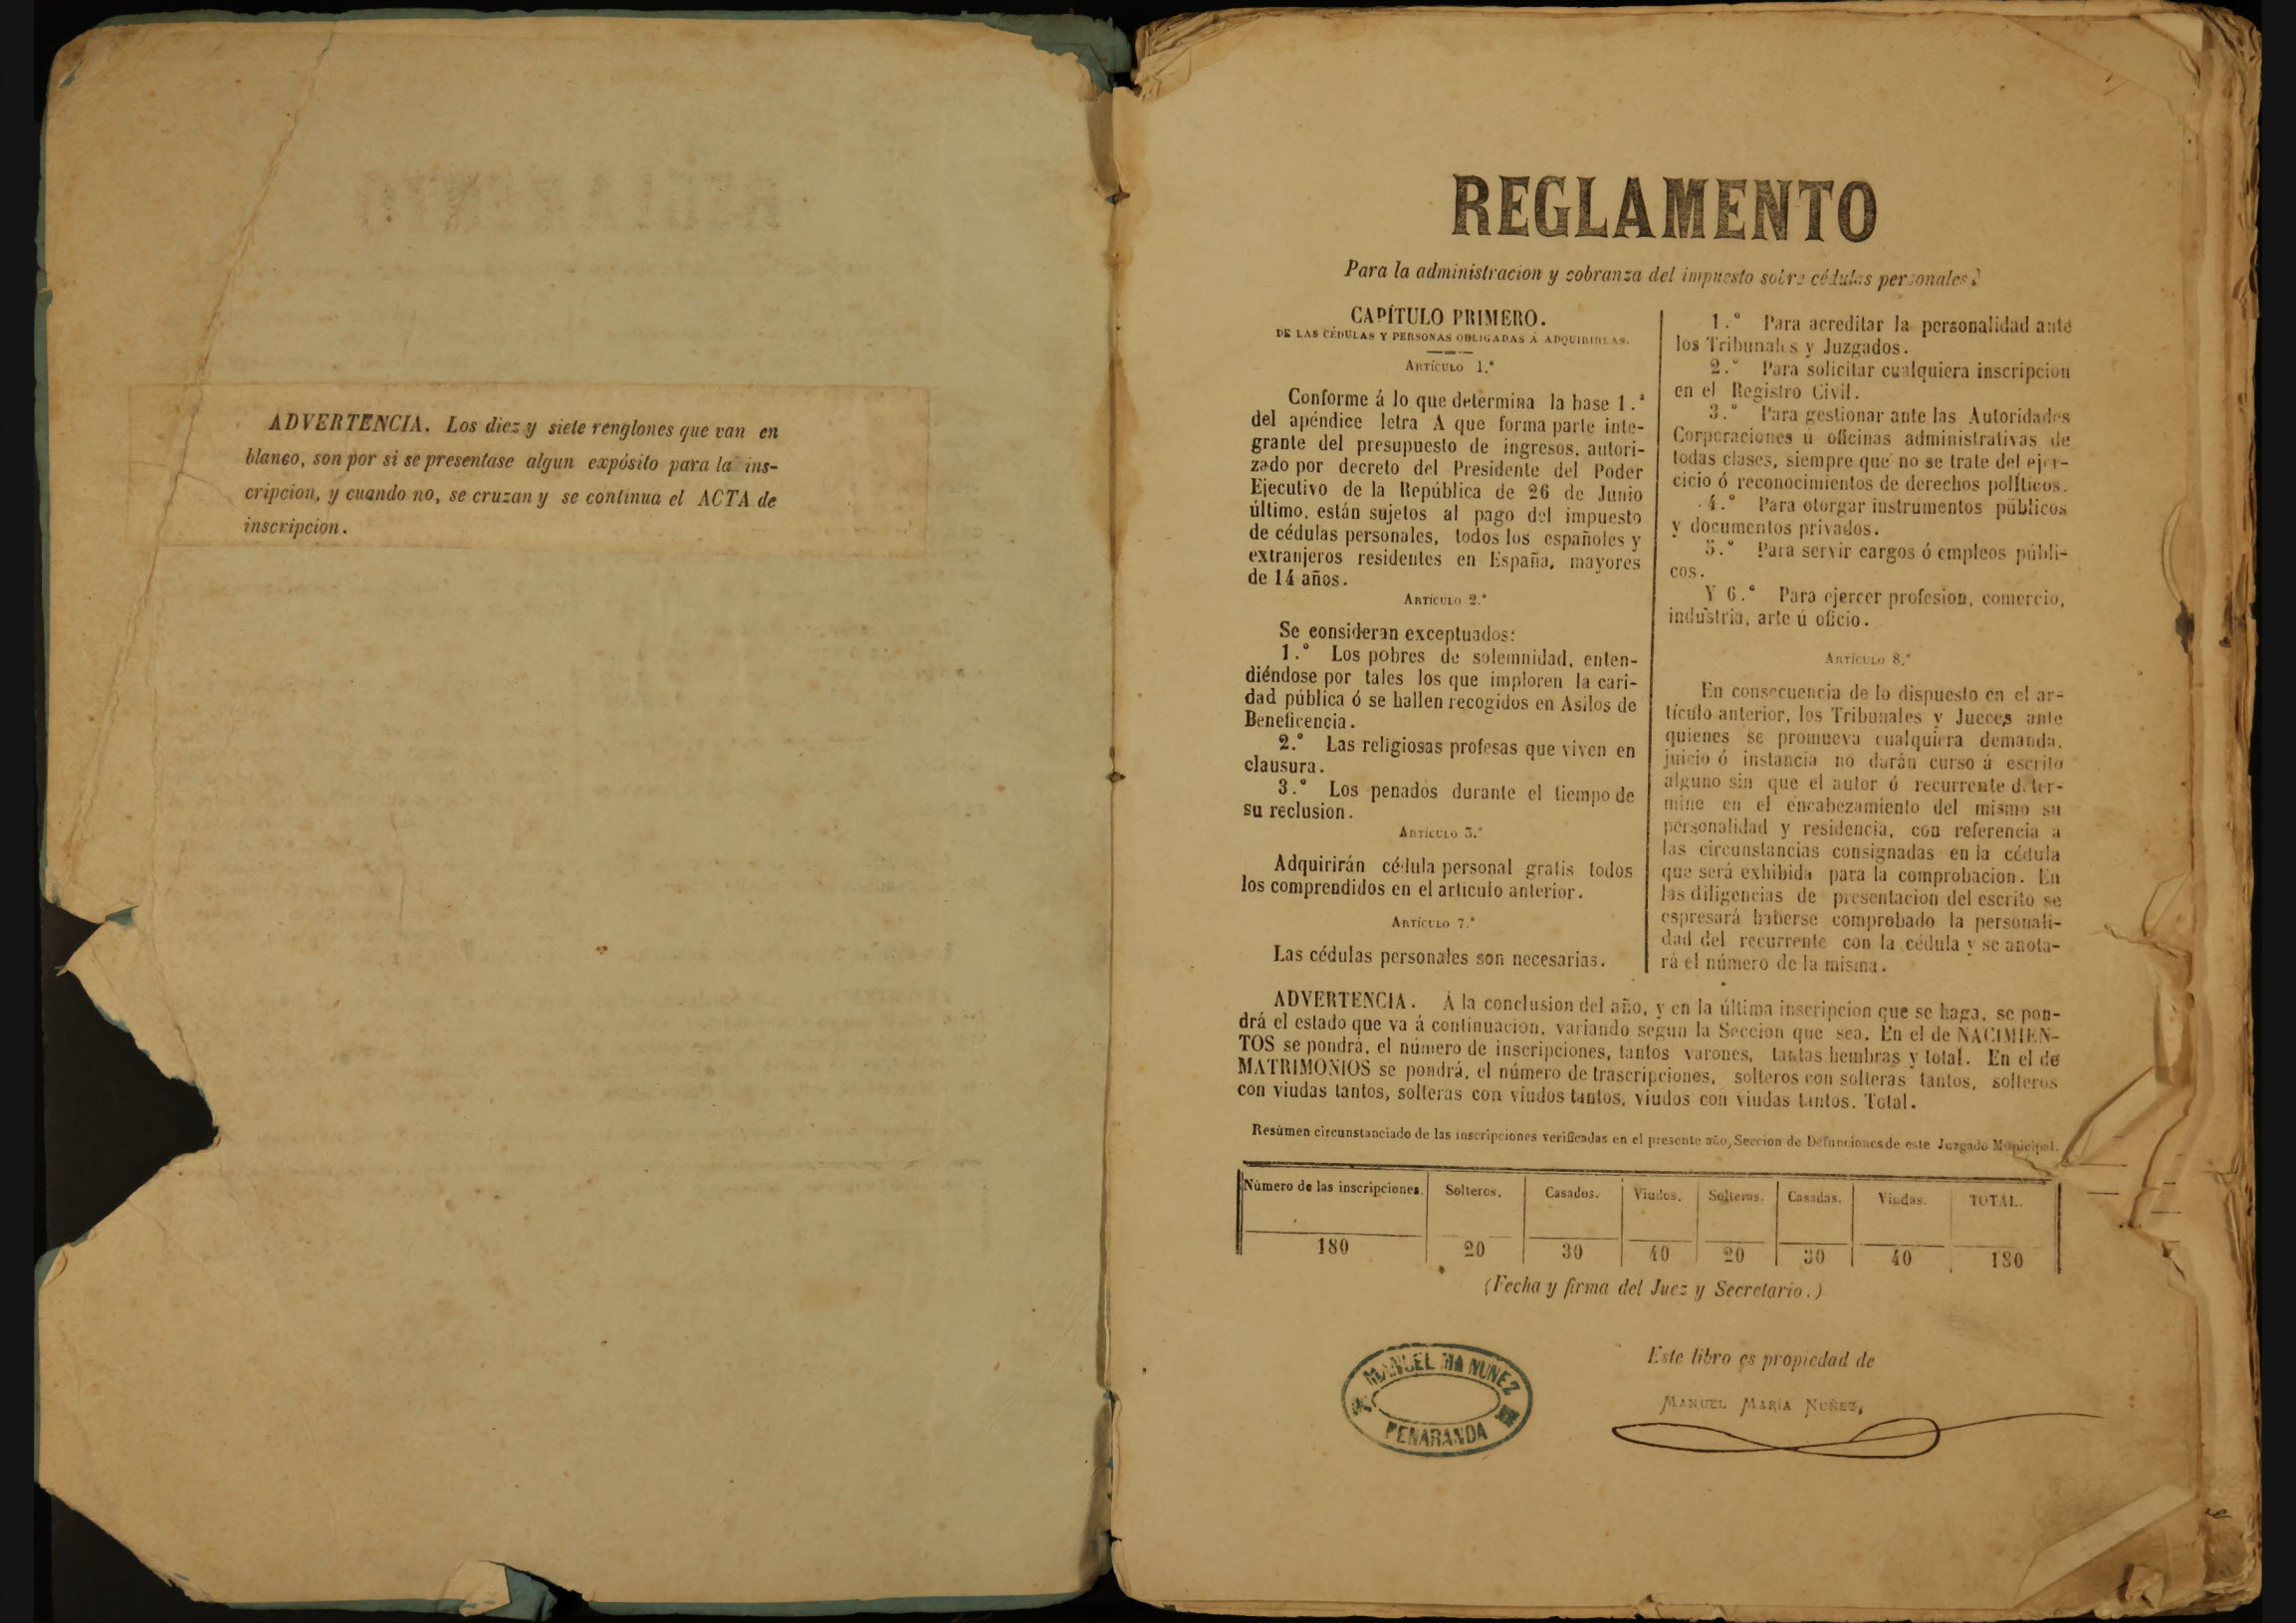 ADVERTENCIA. Los diez y siete renglones que van en
blanco, son por si se presentase algun expósito para la ins-
cripcion, y cuando no, se cruzan y se continua el ACTA de
inscripcion.
REGLAMENTO
Para la administracion y cobranza del impuesto sobre cédulas personales.
CAPÍTULO PRIMERO.
DE LAS CÉDULAS Y PERSONAS OBLIGADAS Á ADQUIRIRLAS.
ARTÍCULO 1.º
Conforme á lo que determina la base 1.ª
del apéndice letra A que forma parte inte-
grante del presupuesto de ingresos, autori-
zado por decreto del Presidente del Poder
Ejecutivo de la República de 26 de Junio
último, están sujetos al pago del impuesto
de cédulas personales, todos los españoles y
extranjeros residentes en España, mayores
de 14 años.
ARTÍCULO 2.º
Se consideran exceptuados:
1.º Los pobres de solemnidad, enten-
diéndose por tales los que imploren la cari-
dad pública ó se hallen recogidos en Asilos de
Beneficencia.
2.º Las religiosas profesas que viven en
clausura.
3.º Los penados durante el tiempo de
su reclusion.
ARTÍCULO 3.º
Adquirirán cédula personal gratis todos
los comprendidos en el artículo anterior.
ARTÍCULO 7.º
Las cédulas personales son necesarias.
1.º Para acreditar la personalidad ante
los Tribunales y Juzgados.
2.º Para solicitar cualquiera inscripcion
en el Registro Civil.
3.º Para gestionar ante las Autoridades
Corporaciones ú oficinas administrativas de
todas clases, siempre que no se trate del ejer-
cicio ó reconocimientos de derechos políticos.
4.º Para otorgar instrumentos públicos
y documentos privados.
5.º Para servir cargos ó empleos públi-
cos.
Y 6.º Para ejercer profesion, comercio,
industria, arte ú oficio.
ARTÍCULO 8.º
En consecuencia de lo dispuesto en el ar-
tículo anterior, los Tribunales y Jueces ante
quienes se promueva cualquiera demanda,
juicio ó instancia no darán curso á escrito
alguno sin que el autor ó recurrente deter-
mine en el encabezamiento del mismo su
personalidad y residencia, con referencia a
las circunstancias consignadas en la cédula
que será exhibida para la comprobacion. En
las diligencias de presentacion del escrito se
espresará haberse comprobado la personali-
dad del recurrente con la cédula y se anota-
rá el número de la misma.
ADVERTENCIA. Á la conclusion del año, y en la última inscripcion que se haga, se pon-
drá el estado que va á continuacion, variando segun la Seccion que sea. En el de NACIMIEN-
TOS se pondrá, el número de inscripciones, tantos varones, tantas hembras y total. En el de
MATRIMONIOS se pondrá, el número de trascripciones, solteros con solteras tantos, solteros
con viudas tantos, solteras con viudos tantos, viudos con viudas tantos. Total.
Resúmen circunstanciado de las inscripciones verificadas en el presente año, Seccion de Defunciones de este Juzgado Municipal.
Número de las inscripciones. Solteros. Casados. Viudos. Solteras. Casadas. Viudas. TOTAL.
180 20 30 40 20 30 40 180
(Fecha y firma del Juez y Secretario.)
MANUEL MA NUÑEZ
PEÑARANDA
Este libro es propiedad de
MANUEL MARÍA NUÑEZ,